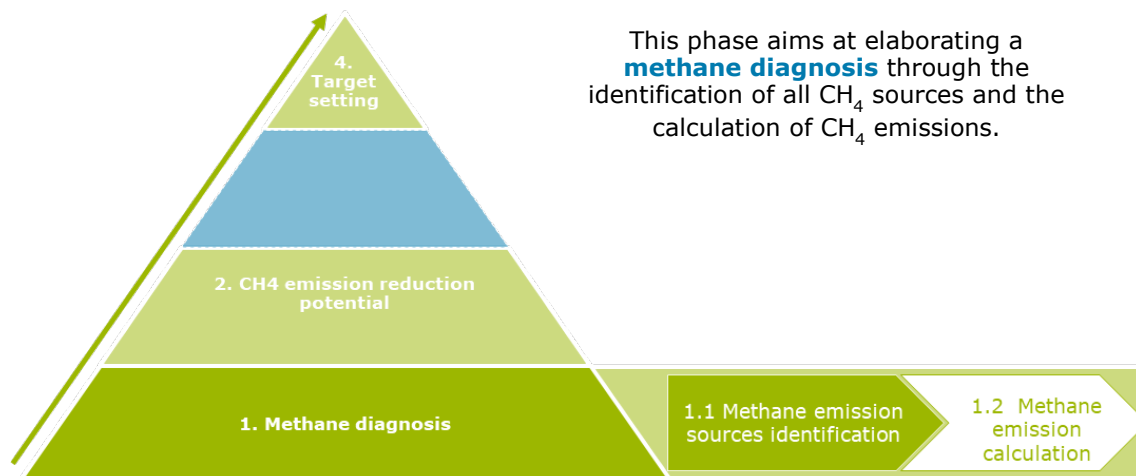 This phase aims at elaborating a
methane diagnosis through the
identification of all CH₄ sources and the
calculation of CH₄ emissions.
4.
Target
setting
2. CH4 emission reduction
potential
1. Methane diagnosis
1.1 Methane emission
sources identification
1.2 Methane
emission
calculation